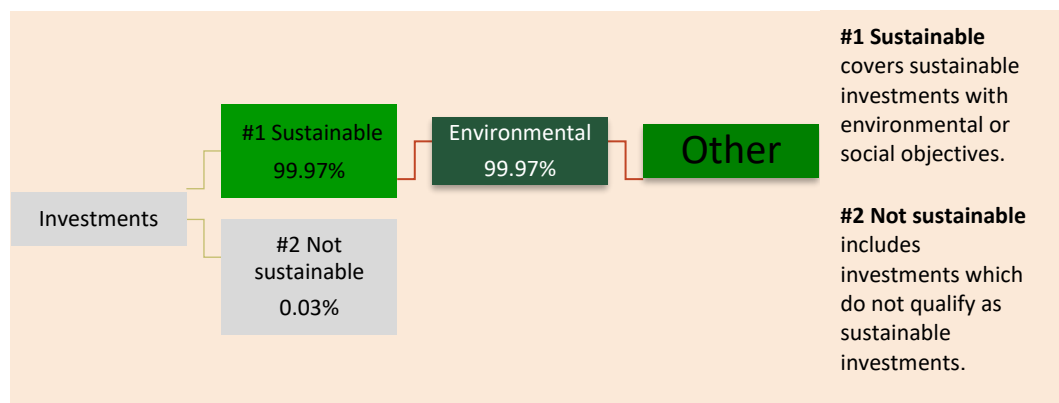 Investments
#1 Sustainable
99.97%
#2 Not
sustainable
0.03%
Environmental
99.97%
Other
#1 Sustainable
covers sustainable
investments with
environmental or
social objectives.
#2 Not sustainable
includes
investments which
do not qualify as
sustainable
investments.